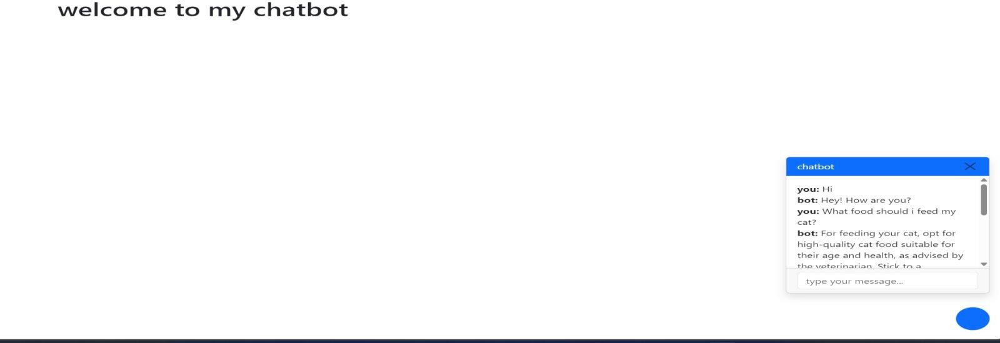 welcome to my chatbot
chatbot
you: Hi
bot: Hey! How are you?
you: What food should i feed my
cat?
bot: For feeding your cat, opt for
high-quality cat food suitable for
their age and health, as advised by
the veterinarian. Stick to a
type your message...